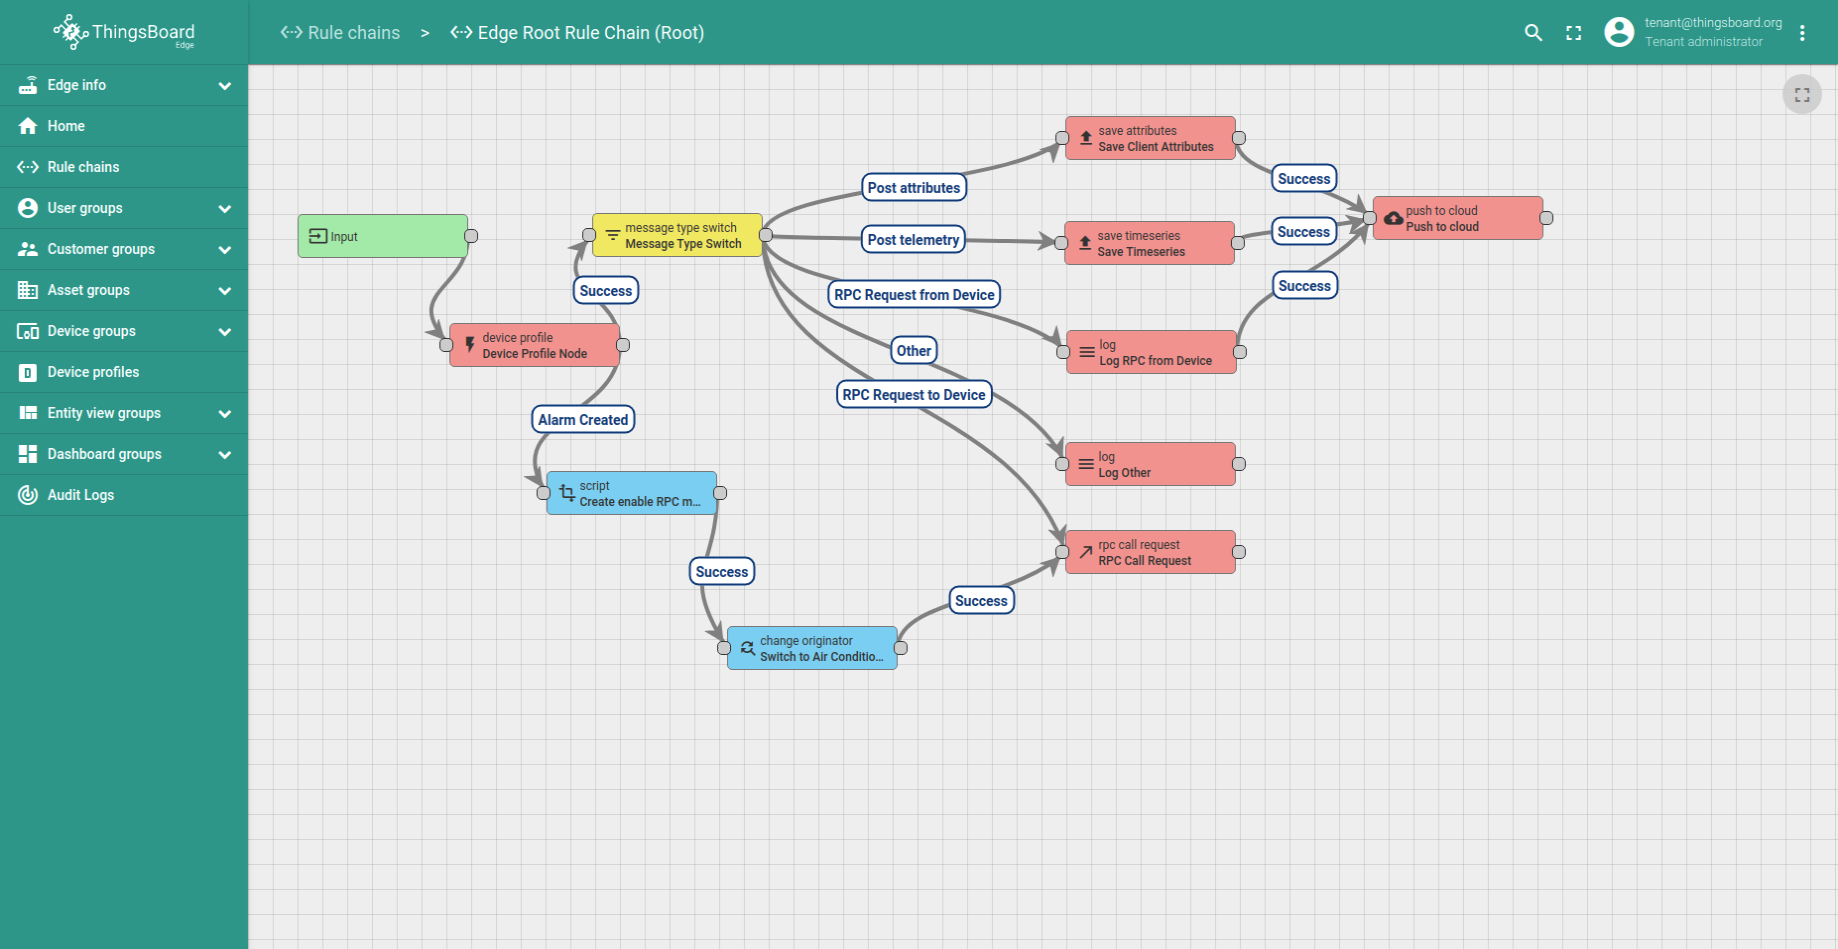 ThingsBoard
Edge
Rule chains > Edge Root Rule Chain (Root)
tenant@thingsboard.org
Tenant administrator
Edge info
Home
Rule chains
User groups
Customer groups
Asset groups
Device groups
Device profiles
Entity view groups
Dashboard groups
Audit Logs
Input
device profile
Device Profile Node
Success
message type switch
Message Type Switch
Alarm Created
script
Create enable RPC m...
Success
change originator
Switch to Air Conditio...
Success
Post attributes
Post telemetry
RPC Request from Device
Other
RPC Request to Device
save attributes
Save Client Attributes
save timeseries
Save Timeseries
log
Log RPC from Device
log
Log Other
rpc call request
RPC Call Request
Success
Success
Success
push to cloud
Push to cloud